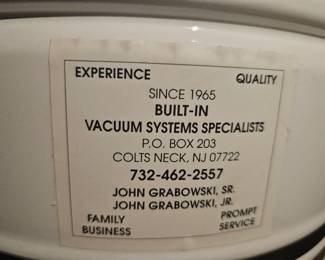 EXPERIENCE QUALITY
SINCE 1965
BUILT-IN
VACUUM SYSTEMS SPECIALISTS
P.O. BOX 203
COLTS NECK, NJ 07722
732-462-2557
JOHN GRABOWSKI, SR.
JOHN GRABOWSKI, JR.
FAMILY BUSINESS
PROMPT SERVICE